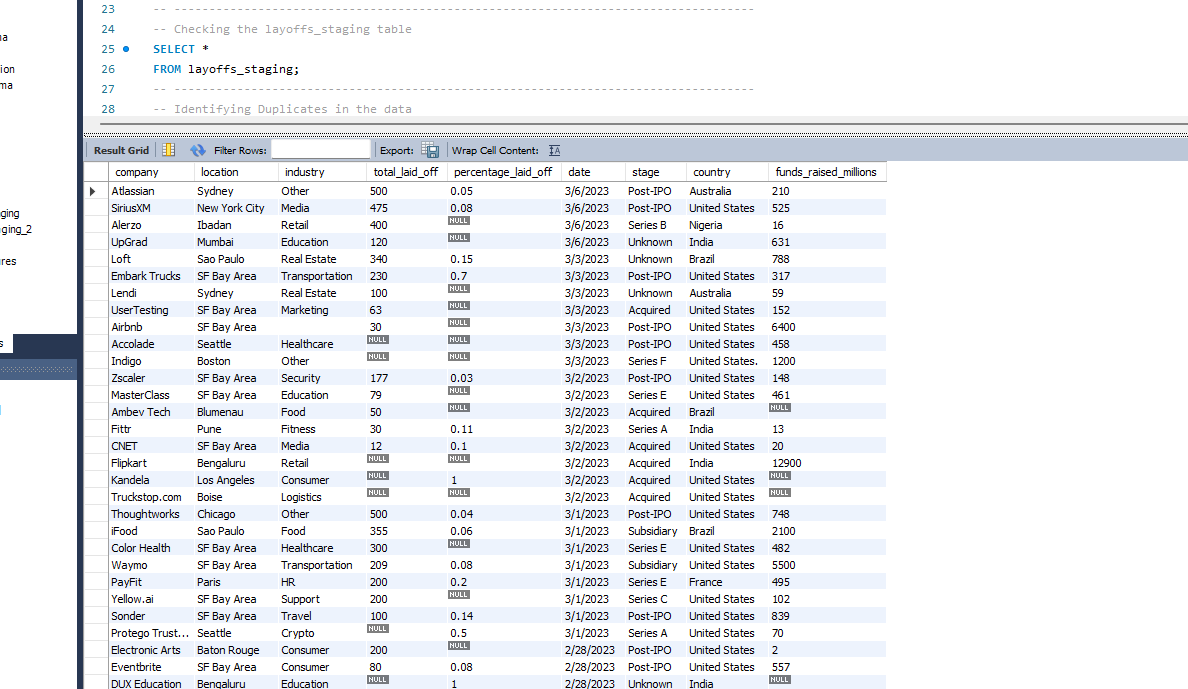 23 -- -----------------------------------------------------------------------------------
24 -- Checking the layoffs_staging table
25 SELECT *
26 FROM layoffs_staging;
27 -- -----------------------------------------------------------------------------------
28 -- Identifying Duplicates in the data
na
ion
ma
ging
ging_2
res
s
Result Grid Filter Rows: Export: Wrap Cell Content: IA
company location industry total_laid_off percentage_laid_off date stage country funds_raised_millions
Atlassian Sydney Other 500 0.05 3/6/2023 Post-IPO Australia 210
SiriusXM New York City Media 475 0.08 3/6/2023 Post-IPO United States 525
Alerzo Ibadan Retail 400 NULL 3/6/2023 Series B Nigeria 16
UpGrad Mumbai Education 120 NULL 3/6/2023 Unknown India 631
Loft Sao Paulo Real Estate 340 0.15 3/3/2023 Unknown Brazil 788
Embark Trucks SF Bay Area Transportation 230 0.7 3/3/2023 Post-IPO United States 317
Lendi Sydney Real Estate 100 NULL 3/3/2023 Unknown Australia 59
UserTesting SF Bay Area Marketing 63 NULL 3/3/2023 Acquired United States 152
Airbnb SF Bay Area 30 NULL 3/3/2023 Post-IPO United States 6400
Accolade Seattle Healthcare NULL NULL 3/3/2023 Post-IPO United States 458
Indigo Boston Other NULL NULL 3/3/2023 Series F United States. 1200
Zscaler SF Bay Area Security 177 0.03 3/2/2023 Post-IPO United States 148
MasterClass SF Bay Area Education 79 NULL 3/2/2023 Series E United States 461
Ambev Tech Blumenau Food 50 NULL 3/2/2023 Acquired Brazil NULL
Fittr Pune Fitness 30 0.11 3/2/2023 Series A India 13
CNET SF Bay Area Media 12 0.1 3/2/2023 Acquired United States 20
Flipkart Bengaluru Retail NULL NULL 3/2/2023 Acquired India 12900
Kandela Los Angeles Consumer NULL 1 3/2/2023 Acquired United States NULL
Truckstop.com Boise Logistics NULL NULL 3/2/2023 Acquired United States NULL
Thoughtworks Chicago Other 500 0.04 3/1/2023 Post-IPO United States 748
iFood Sao Paulo Food 355 0.06 3/1/2023 Subsidiary Brazil 2100
Color Health SF Bay Area Healthcare 300 NULL 3/1/2023 Series E United States 482
Waymo SF Bay Area Transportation 209 0.08 3/1/2023 Subsidiary United States 5500
PayFit Paris HR 200 0.2 3/1/2023 Series E France 495
Yellow.ai SF Bay Area Support 200 NULL 3/1/2023 Series C United States 102
Sonder SF Bay Area Travel 100 0.14 3/1/2023 Post-IPO United States 839
Protego Trust... Seattle Crypto NULL 0.5 3/1/2023 Series A United States 70
Electronic Arts Baton Rouge Consumer 200 NULL 2/28/2023 Post-IPO United States 2
Eventbrite SF Bay Area Consumer 80 0.08 2/28/2023 Post-IPO United States 557
DUX Education Bengaluru Education NULL 1 2/28/2023 Unknown India NULL